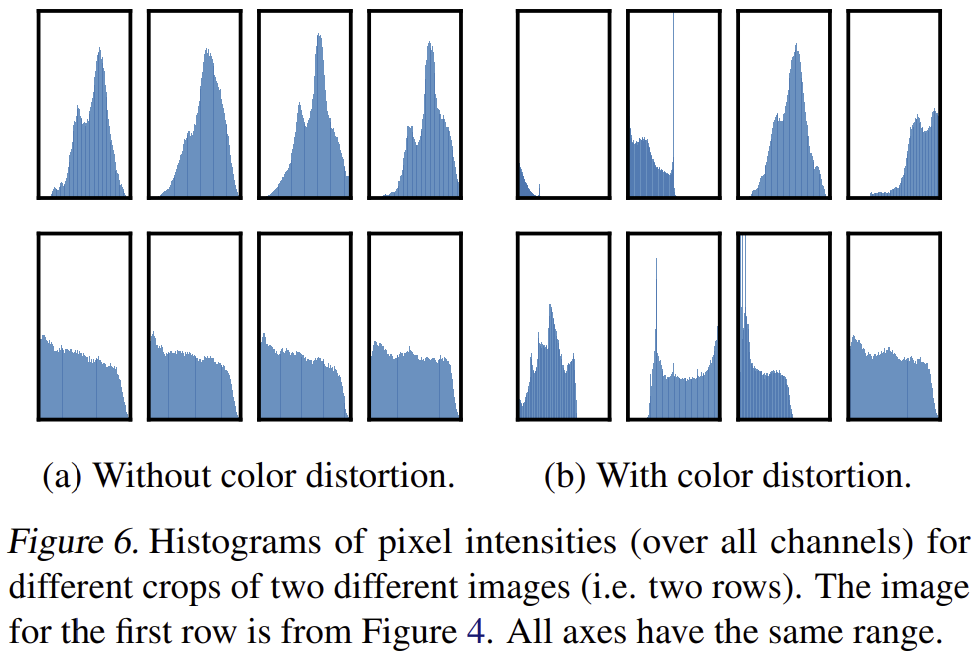 (a) Without color distortion.
(b) With color distortion.
Figure 6. Histograms of pixel intensities (over all channels) for
different crops of two different images (i.e. two rows). The image
for the first row is from Figure 4. All axes have the same range.